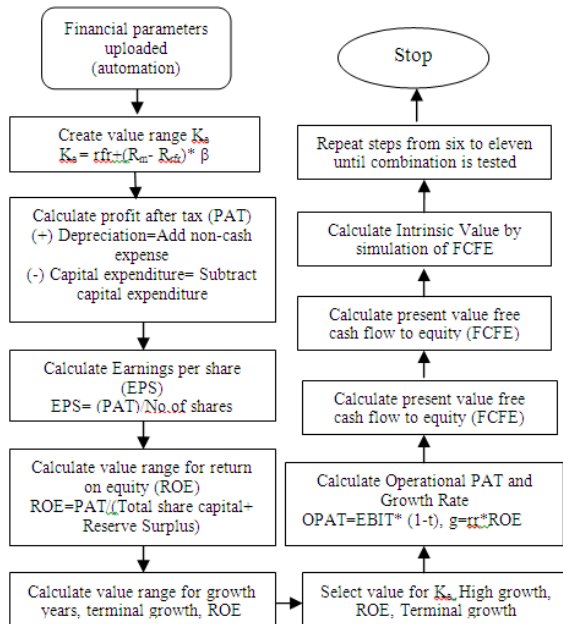 Financial parameters
uploaded
(automation)
Create value range Ke
Ke = rfr+(Rm- Rrfr)* β
Calculate profit after tax (PAT)
(+) Depreciation=Add non-cash
expense
(-) Capital expenditure= Subtract
capital expenditure
Calculate Earnings per share
(EPS)
EPS= (PAT)/No.of shares
Calculate value range for return
on equity (ROE)
ROE=PAT/(Total share capital+
Reserve Surplus)
Calculate value range for growth
years, terminal growth, ROE
Select value for Ke, High growth,
ROE, Terminal growth
Calculate Operational PAT and
Growth Rate
OPAT=EBIT* (1-t), g=rr*ROE
Calculate present value free
cash flow to equity (FCFE)
Calculate present value free
cash flow to equity (FCFE)
Calculate Intrinsic Value by
simulation of FCFE
Repeat steps from six to eleven
until combination is tested
Stop